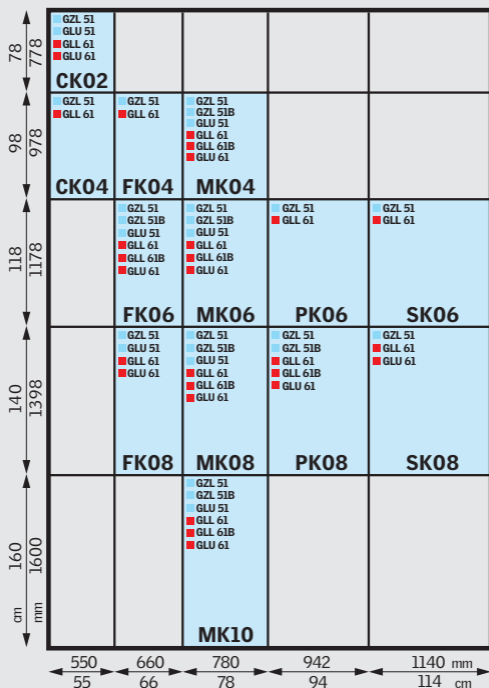 78
778
GZL 51
GLU 51
GLL 61
GLU 61
CK02
98
978
GZL 51
GLL 61
CK04
GZL 51
GLL 61
FK04
GZL 51
GZL 51B
GLU 51
GLL 61
GLL 61B
GLU 61
MK04
118
1178
GZL 51
GZL 51B
GLU 51
GLL 61
GLL 61B
GLU 61
FK06
GZL 51
GZL 51B
GLU 51
GLL 61
GLL 61B
GLU 61
MK06
GZL 51
GLL 61
PK06
GZL 51
GLL 61
SK06
140
1398
GZL 51
GLU 51
GLL 61
GLU 61
FK08
GZL 51
GZL 51B
GLU 51
GLL 61
GLL 61B
GLU 61
MK08
GZL 51
GZL 51B
GLL 61
GLL 61B
GLU 61
PK08
GZL 51
GLL 61
GLU 61
SK08
160
1600
cm
mm
GZL 51
GZL 51B
GLU 51
GLL 61
GLL 61B
GLU 61
MK10
550 660 780 942 1140 mm
55 66 78 94 114 cm